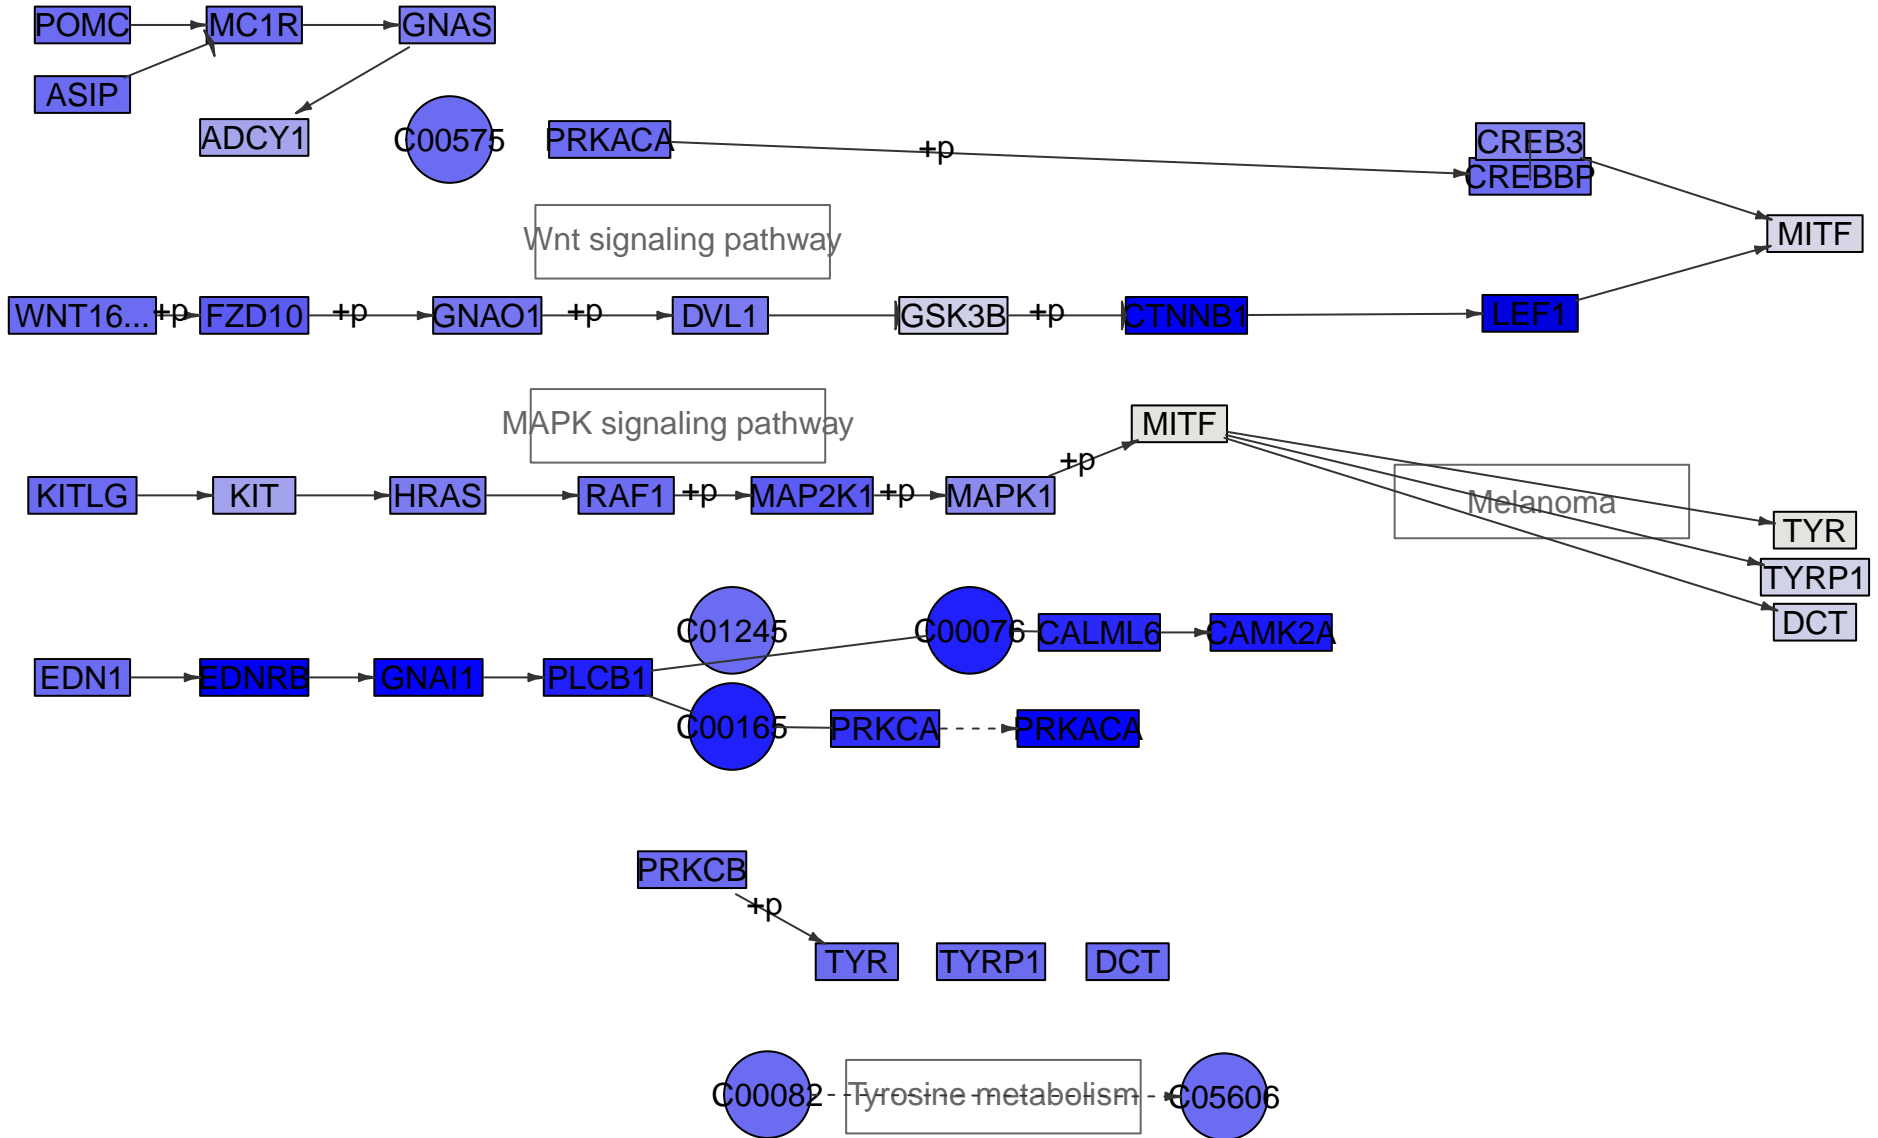 POMC MC1R GNAS
ASIP
ADCY1 C00575 PRKACA +p CREB3
CREBBP
Wnt signaling pathway MITF
WNT16... +p FZD10 +p GNAO1 +p DVL1 GSK3B +p CTNNB1 LEF1
MAPK signaling pathway MITF
+p
KITLG KIT HRAS RAF1 +p MAP2K1 +p MAPK1 Melanoma
TYR
TYRP1
DCT
C01245 C00076 CALML6 CAMK2A
EDN1 EDNRB GNAI1 PLCB1
C00165 PRKCA PRKACA
PRKCB
+p
TYR TYRP1 DCT
C00082 Tyrosine metabolism C05606